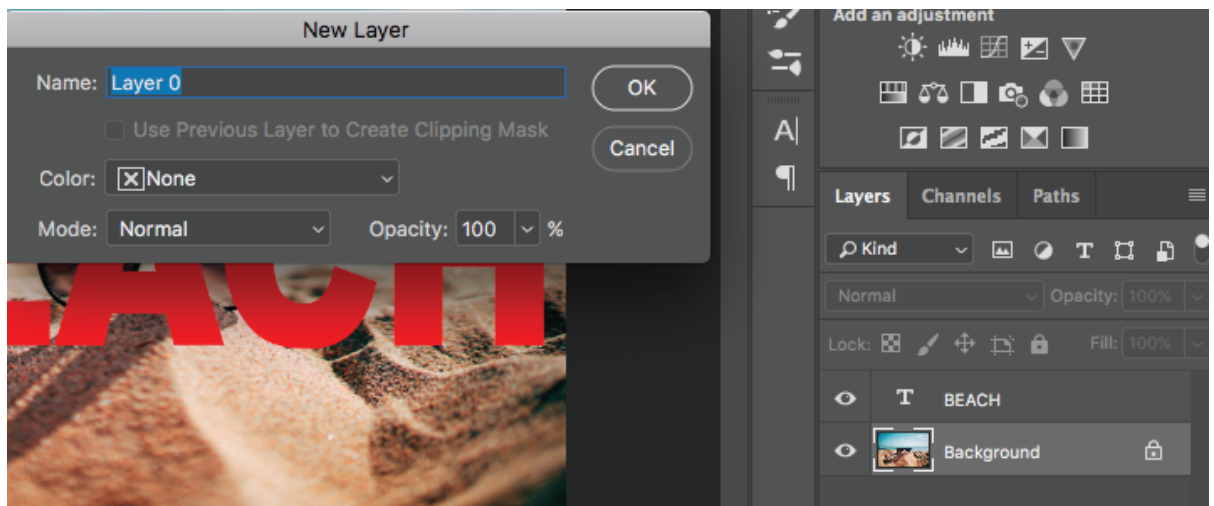 New Layer
Name: Layer 0
OK
Use Previous Layer to Create Clipping Mask
Cancel
Color: None
Mode: Normal Opacity: 100 %
EACH
Add an adjustment
A
¶
Layers Channels Paths
Kind T
Normal Opacity: 100%
Lock: Fill: 100%
T BEACH
Background